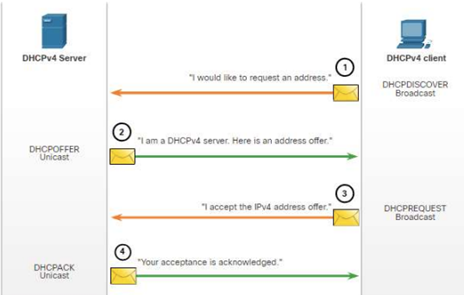 DHCPv4 Server
DHCPv4 client
1
"I would like to request an address."
DHCPDISCOVER
Broadcast
2
"I am a DHCPv4 server. Here is an address offer."
DHCPOFFER
Unicast
3
"I accept the IPv4 address offer."
DHCPREQUEST
Broadcast
4
"Your acceptance is acknowledged."
DHCPACK
Unicast